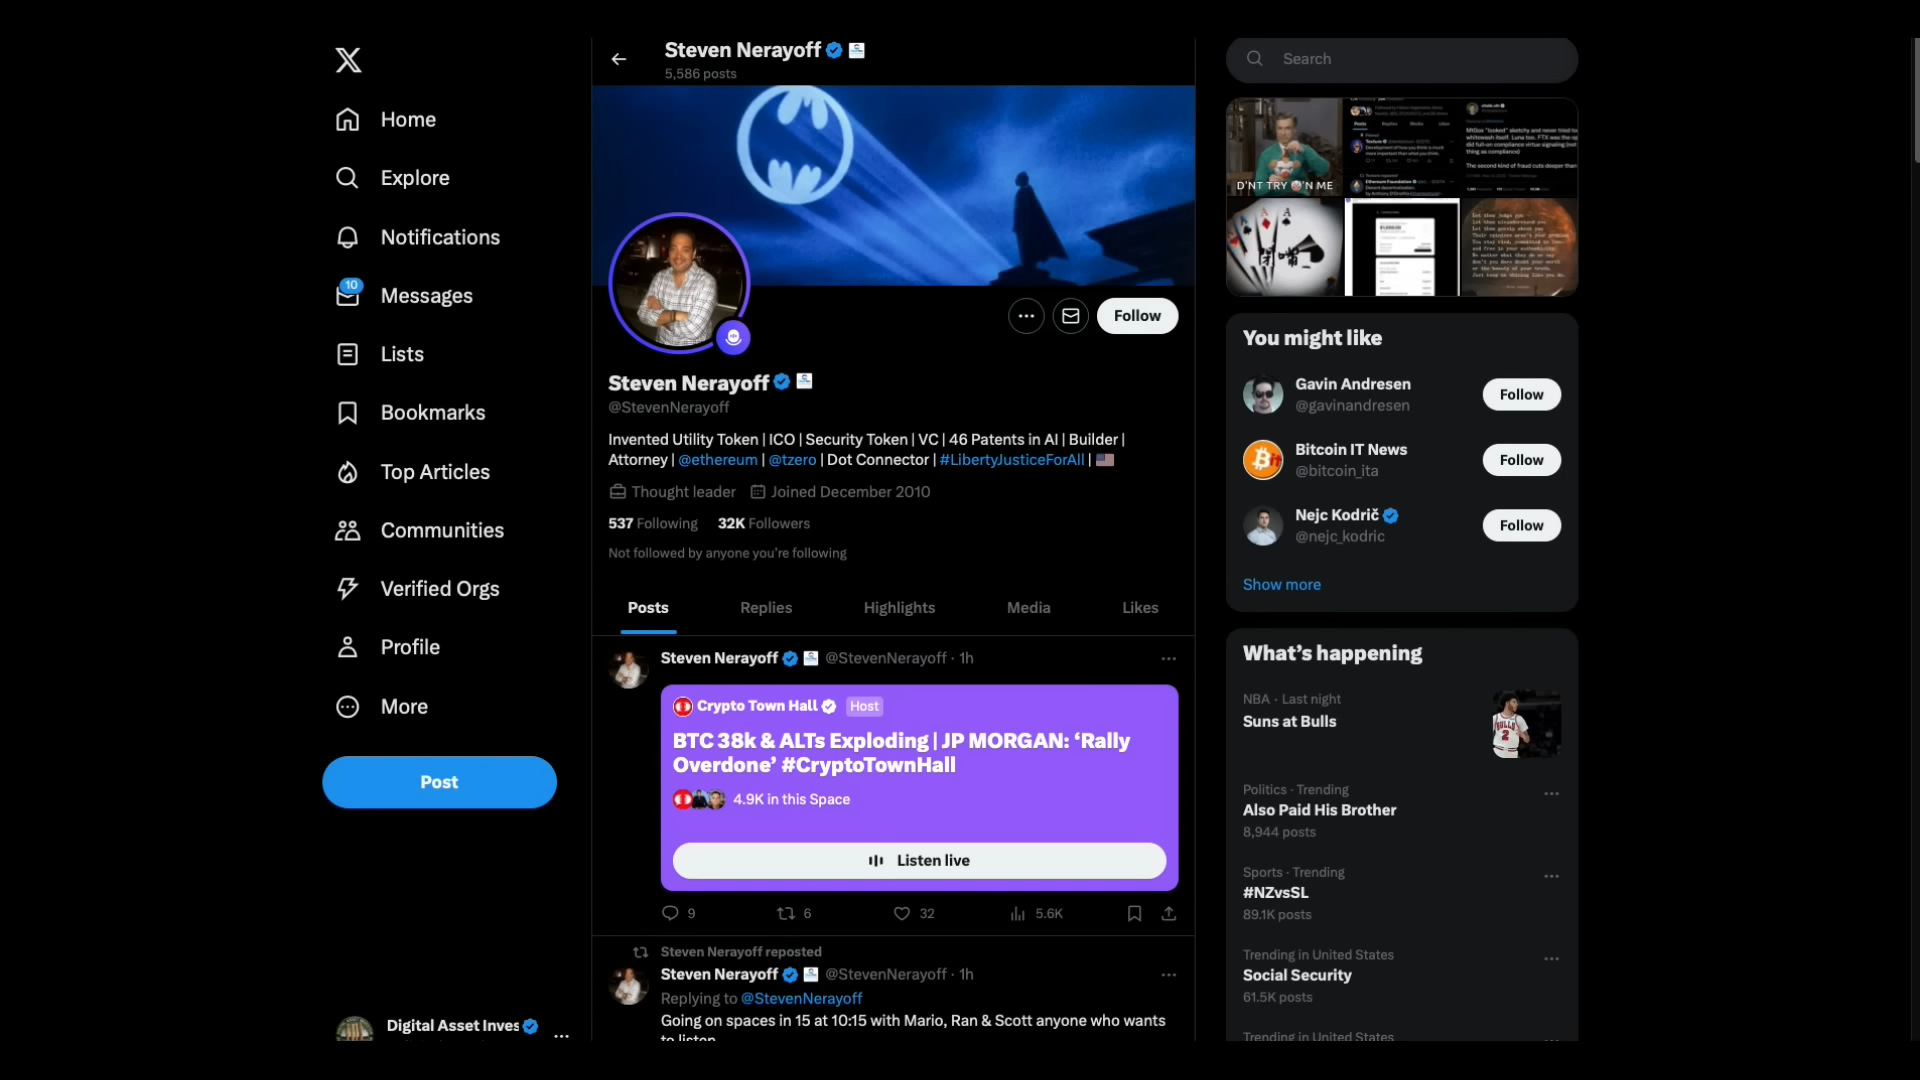 Steven Nerayoff
5,586 posts
Home
Explore
Notifications
10
Messages
Lists
Bookmarks
Top Articles
Communities
Verified Orgs
Profile
More
Post
Digital Asset Inves
Follow
Steven Nerayoff
@StevenNerayoff
Invented Utility Token | ICO | Security Token | VC | 46 Patents in AI | Builder |
Attorney | @ethereum | @tzero | Dot Connector | #LibertyJusticeForAll |
Thought leader Joined December 2010
537 Following 32K Followers
Not followed by anyone you're following
Posts Replies Highlights Media Likes
Steven Nerayoff @StevenNerayoff · 1h
Crypto Town Hall Host
BTC 38k & ALTs Exploding | JP MORGAN: ‘Rally
Overdone’ #CryptoTownHall
4.9K in this Space
Listen live
9 6 32 5.6K
Steven Nerayoff reposted
Steven Nerayoff @StevenNerayoff · 1h
Replying to @StevenNerayoff
Going on spaces in 15 at 10:15 with Mario, Ran & Scott anyone who wants
to listen
Search
D'NT TRY N ME
You might like
Gavin Andresen
@gavinandresen
Follow
Bitcoin IT News
@bitcoin_ita
Follow
Nejc Kodrič
@nejc_kodric
Follow
Show more
What's happening
NBA · Last night
Suns at Bulls
Politics · Trending
Also Paid His Brother
8,944 posts
Sports · Trending
#NZvsSL
89.1K posts
Trending in United States
Social Security
61.5K posts
Trending in United States